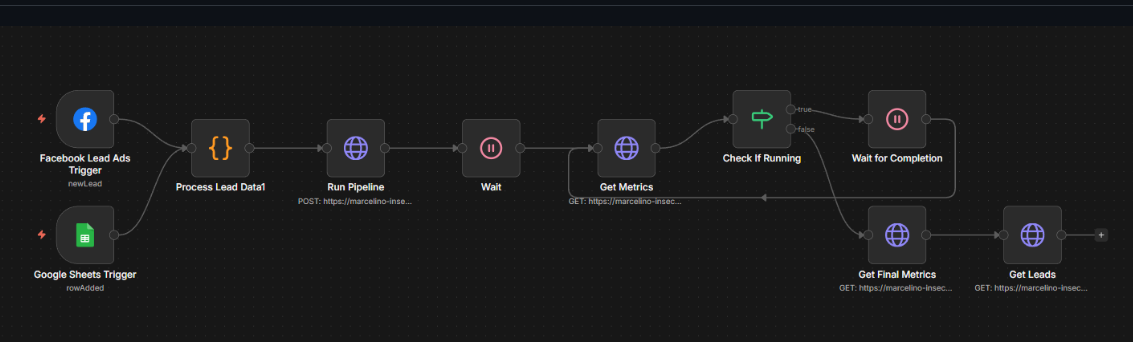 Facebook Lead Ads
Trigger
newLead
Google Sheets Trigger
rowAdded
{ }
Process Lead Data1
Run Pipeline
POST: https://marcelino-inse...
Wait
Get Metrics
GET: https://marcelino-insec...
Check If Running
true
false
Wait for Completion
Get Final Metrics
GET: https://marcelino-insec...
Get Leads
GET: https://marcelino-insec...
+